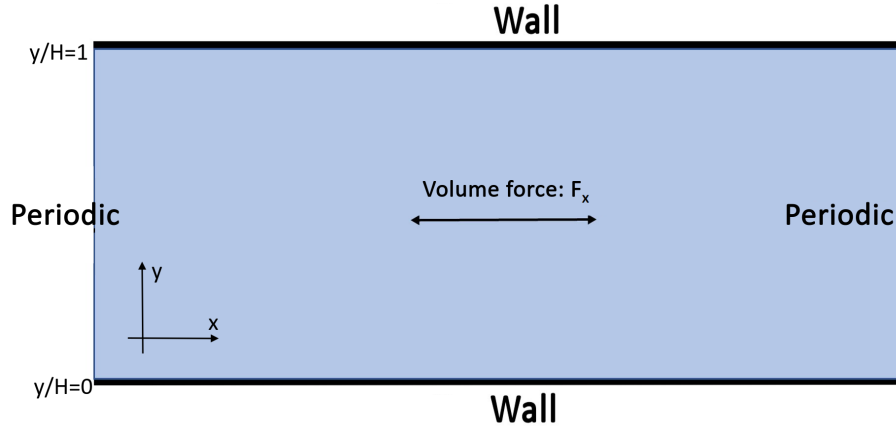 Wall
y/H=1
Volume force: Fₓ
Periodic
Periodic
y
x
y/H=0
Wall